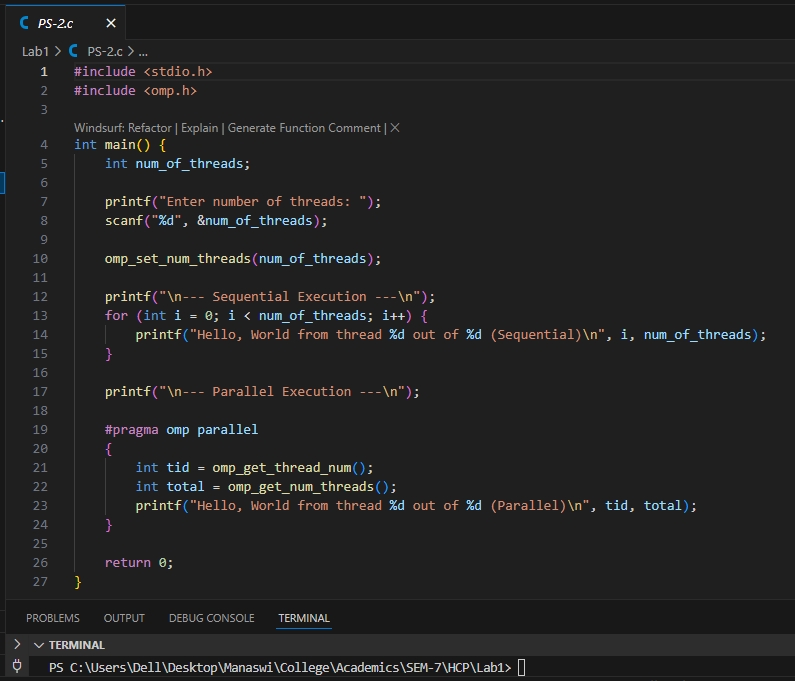 PS-2.c
Lab1 > PS-2.c > ...
1 #include <stdio.h>
2 #include <omp.h>
3
Windsurf: Refactor | Explain | Generate Function Comment | ×
4 int main() {
5     int num_of_threads;
6
7     printf("Enter number of threads: ");
8     scanf("%d", &num_of_threads);
9
10     omp_set_num_threads(num_of_threads);
11
12     printf("\n--- Sequential Execution ---\n");
13     for (int i = 0; i < num_of_threads; i++) {
14         printf("Hello, World from thread %d out of %d (Sequential)\n", i, num_of_threads);
15     }
16
17     printf("\n--- Parallel Execution ---\n");
18
19     #pragma omp parallel
20     {
21         int tid = omp_get_thread_num();
22         int total = omp_get_num_threads();
23         printf("Hello, World from thread %d out of %d (Parallel)\n", tid, total);
24     }
25
26     return 0;
27 }
PROBLEMS OUTPUT DEBUG CONSOLE TERMINAL
TERMINAL
PS C:\Users\Dell\Desktop\Manaswi\College\Academics\SEM-7\HCP\Lab1>